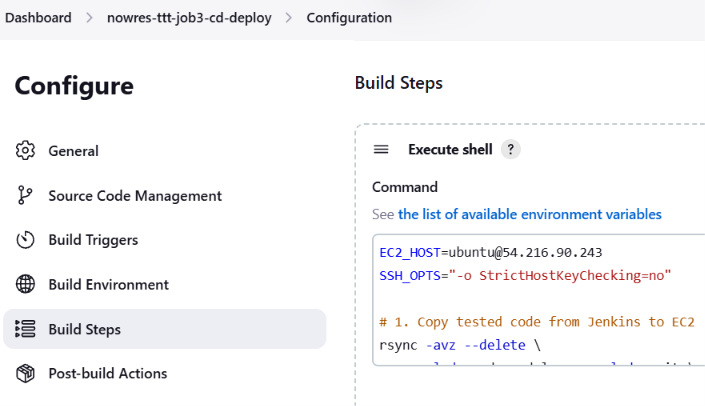 Dashboard > nowres-ttt-job3-cd-deploy > Configuration
Configure
General
Source Code Management
Build Triggers
Build Environment
Build Steps
Post-build Actions
Build Steps
Execute shell ?
Command
See the list of available environment variables
EC2_HOST=ubuntu@54.216.90.243
SSH_OPTS="-o StrictHostKeyChecking=no"
# 1. Copy tested code from Jenkins to EC2
rsync -avz --delete \